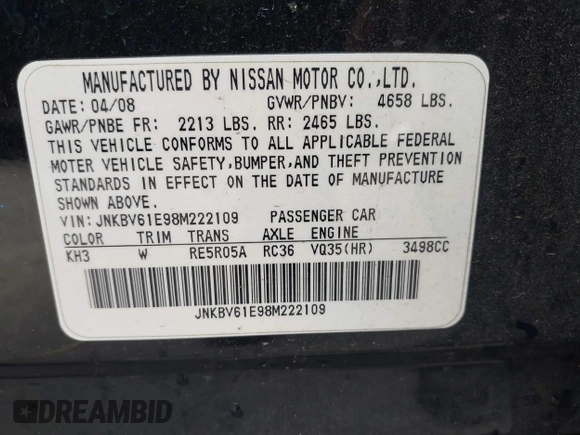 MANUFACTURED BY NISSAN MOTOR CO.,LTD.
DATE: 04/08 GVWR/PNBV: 4658 LBS.
GAWR/PNBE FR: 2213 LBS. RR: 2465 LBS.
THIS VEHICLE CONFORMS TO ALL APPLICABLE FEDERAL
MOTOR VEHICLE SAFETY,BUMPER,AND THEFT PREVENTION
STANDARDS IN EFFECT ON THE DATE OF MANUFACTURE
SHOWN ABOVE.
VIN: JNKBV61E98M222109 PASSENGER CAR
COLOR TRIM TRANS AXLE ENGINE
KH3 W RE5R05A RC36 VQ35(HR) 3498CC
JNKBV61E98M222109
DREAMBID